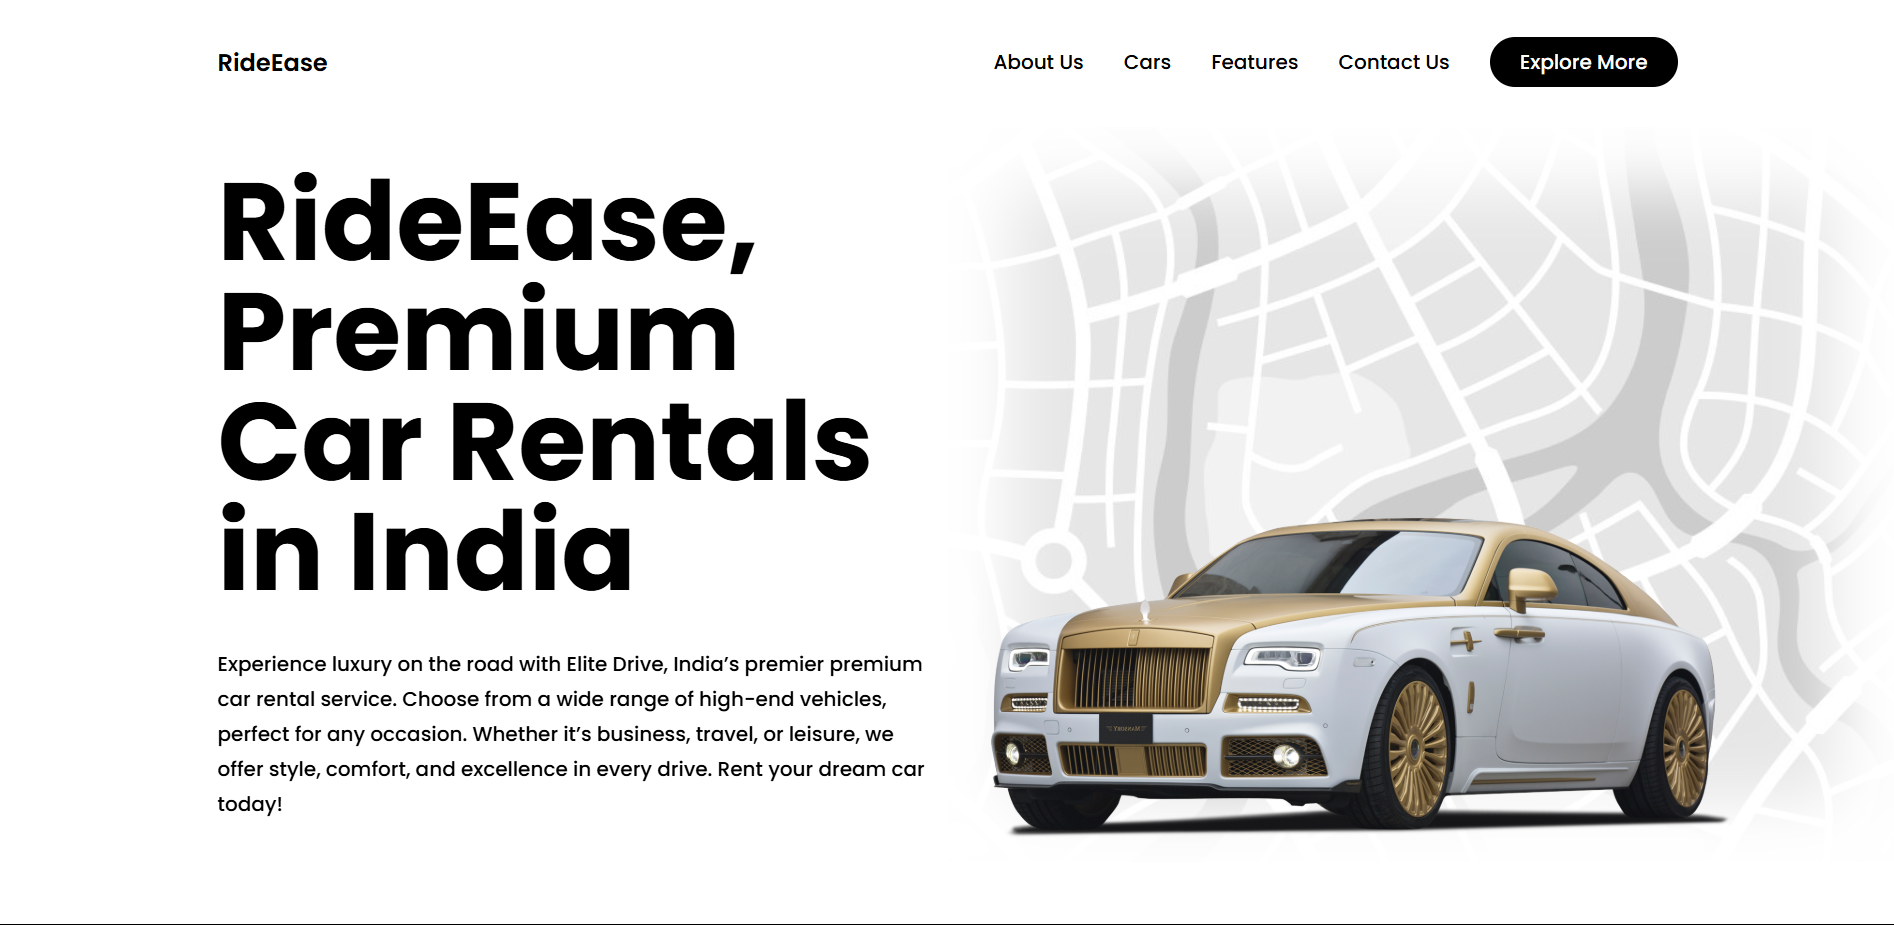 RideEase
About Us
Cars
Features
Contact Us
Explore More
RideEase,
Premium
Car Rentals
in India
Experience luxury on the road with Elite Drive, India’s premier premium
car rental service. Choose from a wide range of high-end vehicles,
perfect for any occasion. Whether it’s business, travel, or leisure, we
offer style, comfort, and excellence in every drive. Rent your dream car
today!